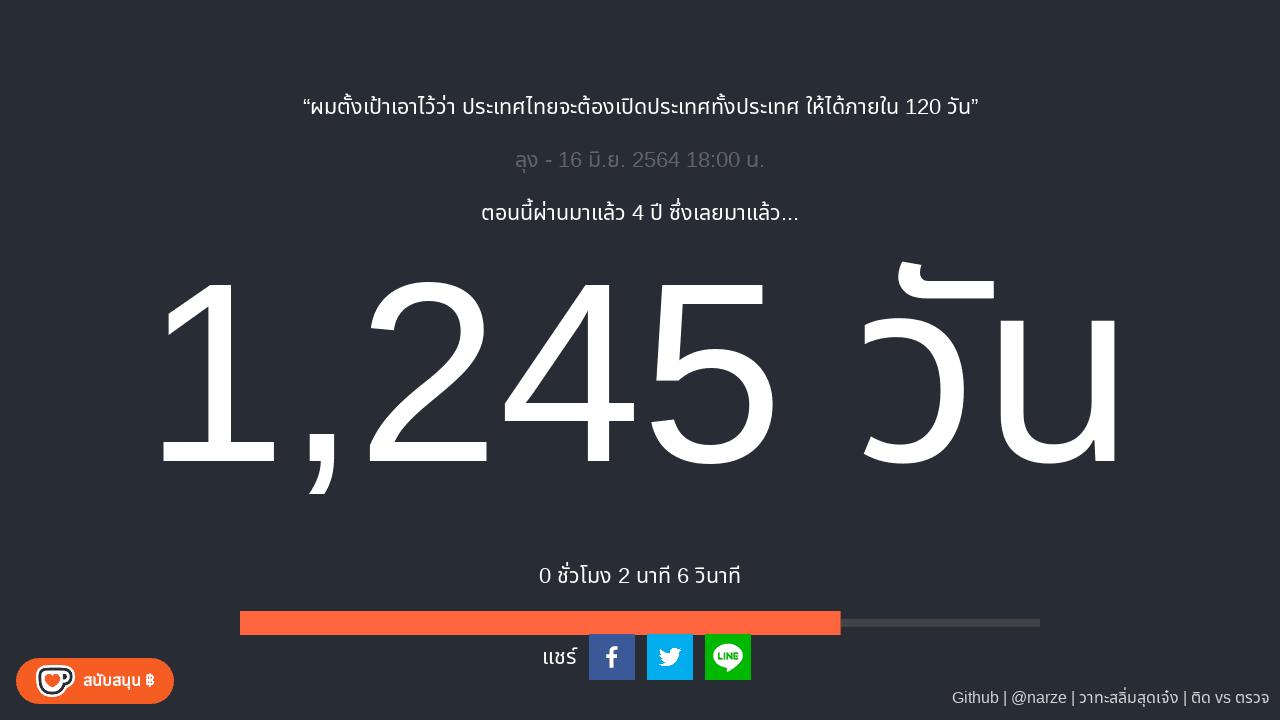 “ผมตั้งเป้าเอาไว้ว่า ประเทศไทยจะต้องเปิดประเทศทั้งประเทศ ให้ได้ภายใน 120 วัน”
ลุง - 16 มิ.ย. 2564 18:00 น.
ตอนนี้ผ่านมาแล้ว 4 ปี ซึ่งเลยมาแล้ว...
1,245 วัน
0 ชั่วโมง 2 นาที 6 วินาที
แชร์
LINE
สนับสนุน ฿
Github | @narze | วาทะสลิ่มสุดเจ๋ง | ติด vs ตรวจ